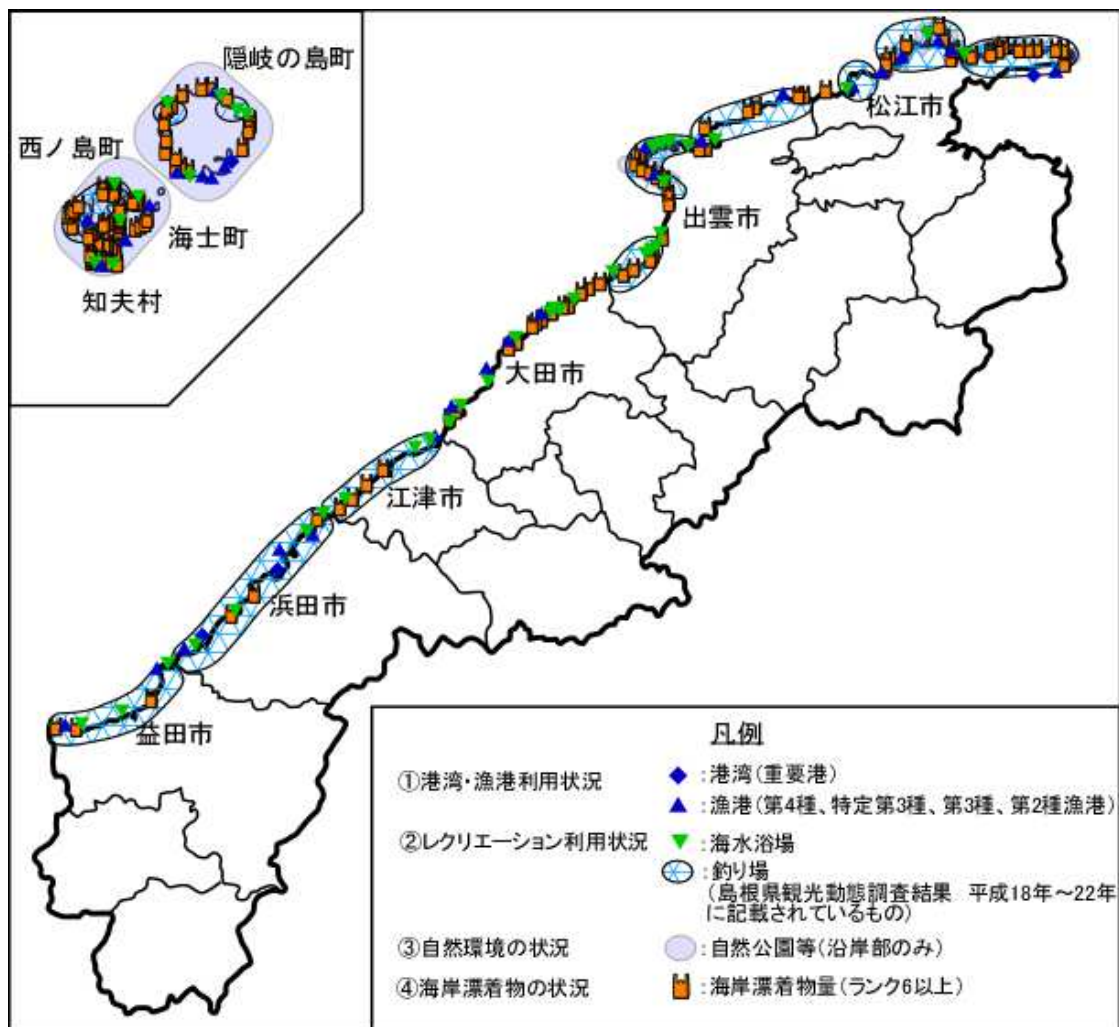 隠岐の島町
西ノ島町
海士町
知夫村
松江市
出雲市
大田市
江津市
浜田市
益田市
凡例
①港湾・漁港利用状況
:港湾(重要港)
:漁港(第4種、特定第3種、第3種、第2種漁港)
②レクリエーション利用状況
:海水浴場
:釣り場
(島根県観光動態調査結果 平成18年～22年
に記載されているもの)
③自然環境の状況
:自然公園等(沿岸部のみ)
④海岸漂着物の状況
:海岸漂着物量(ランク6以上)